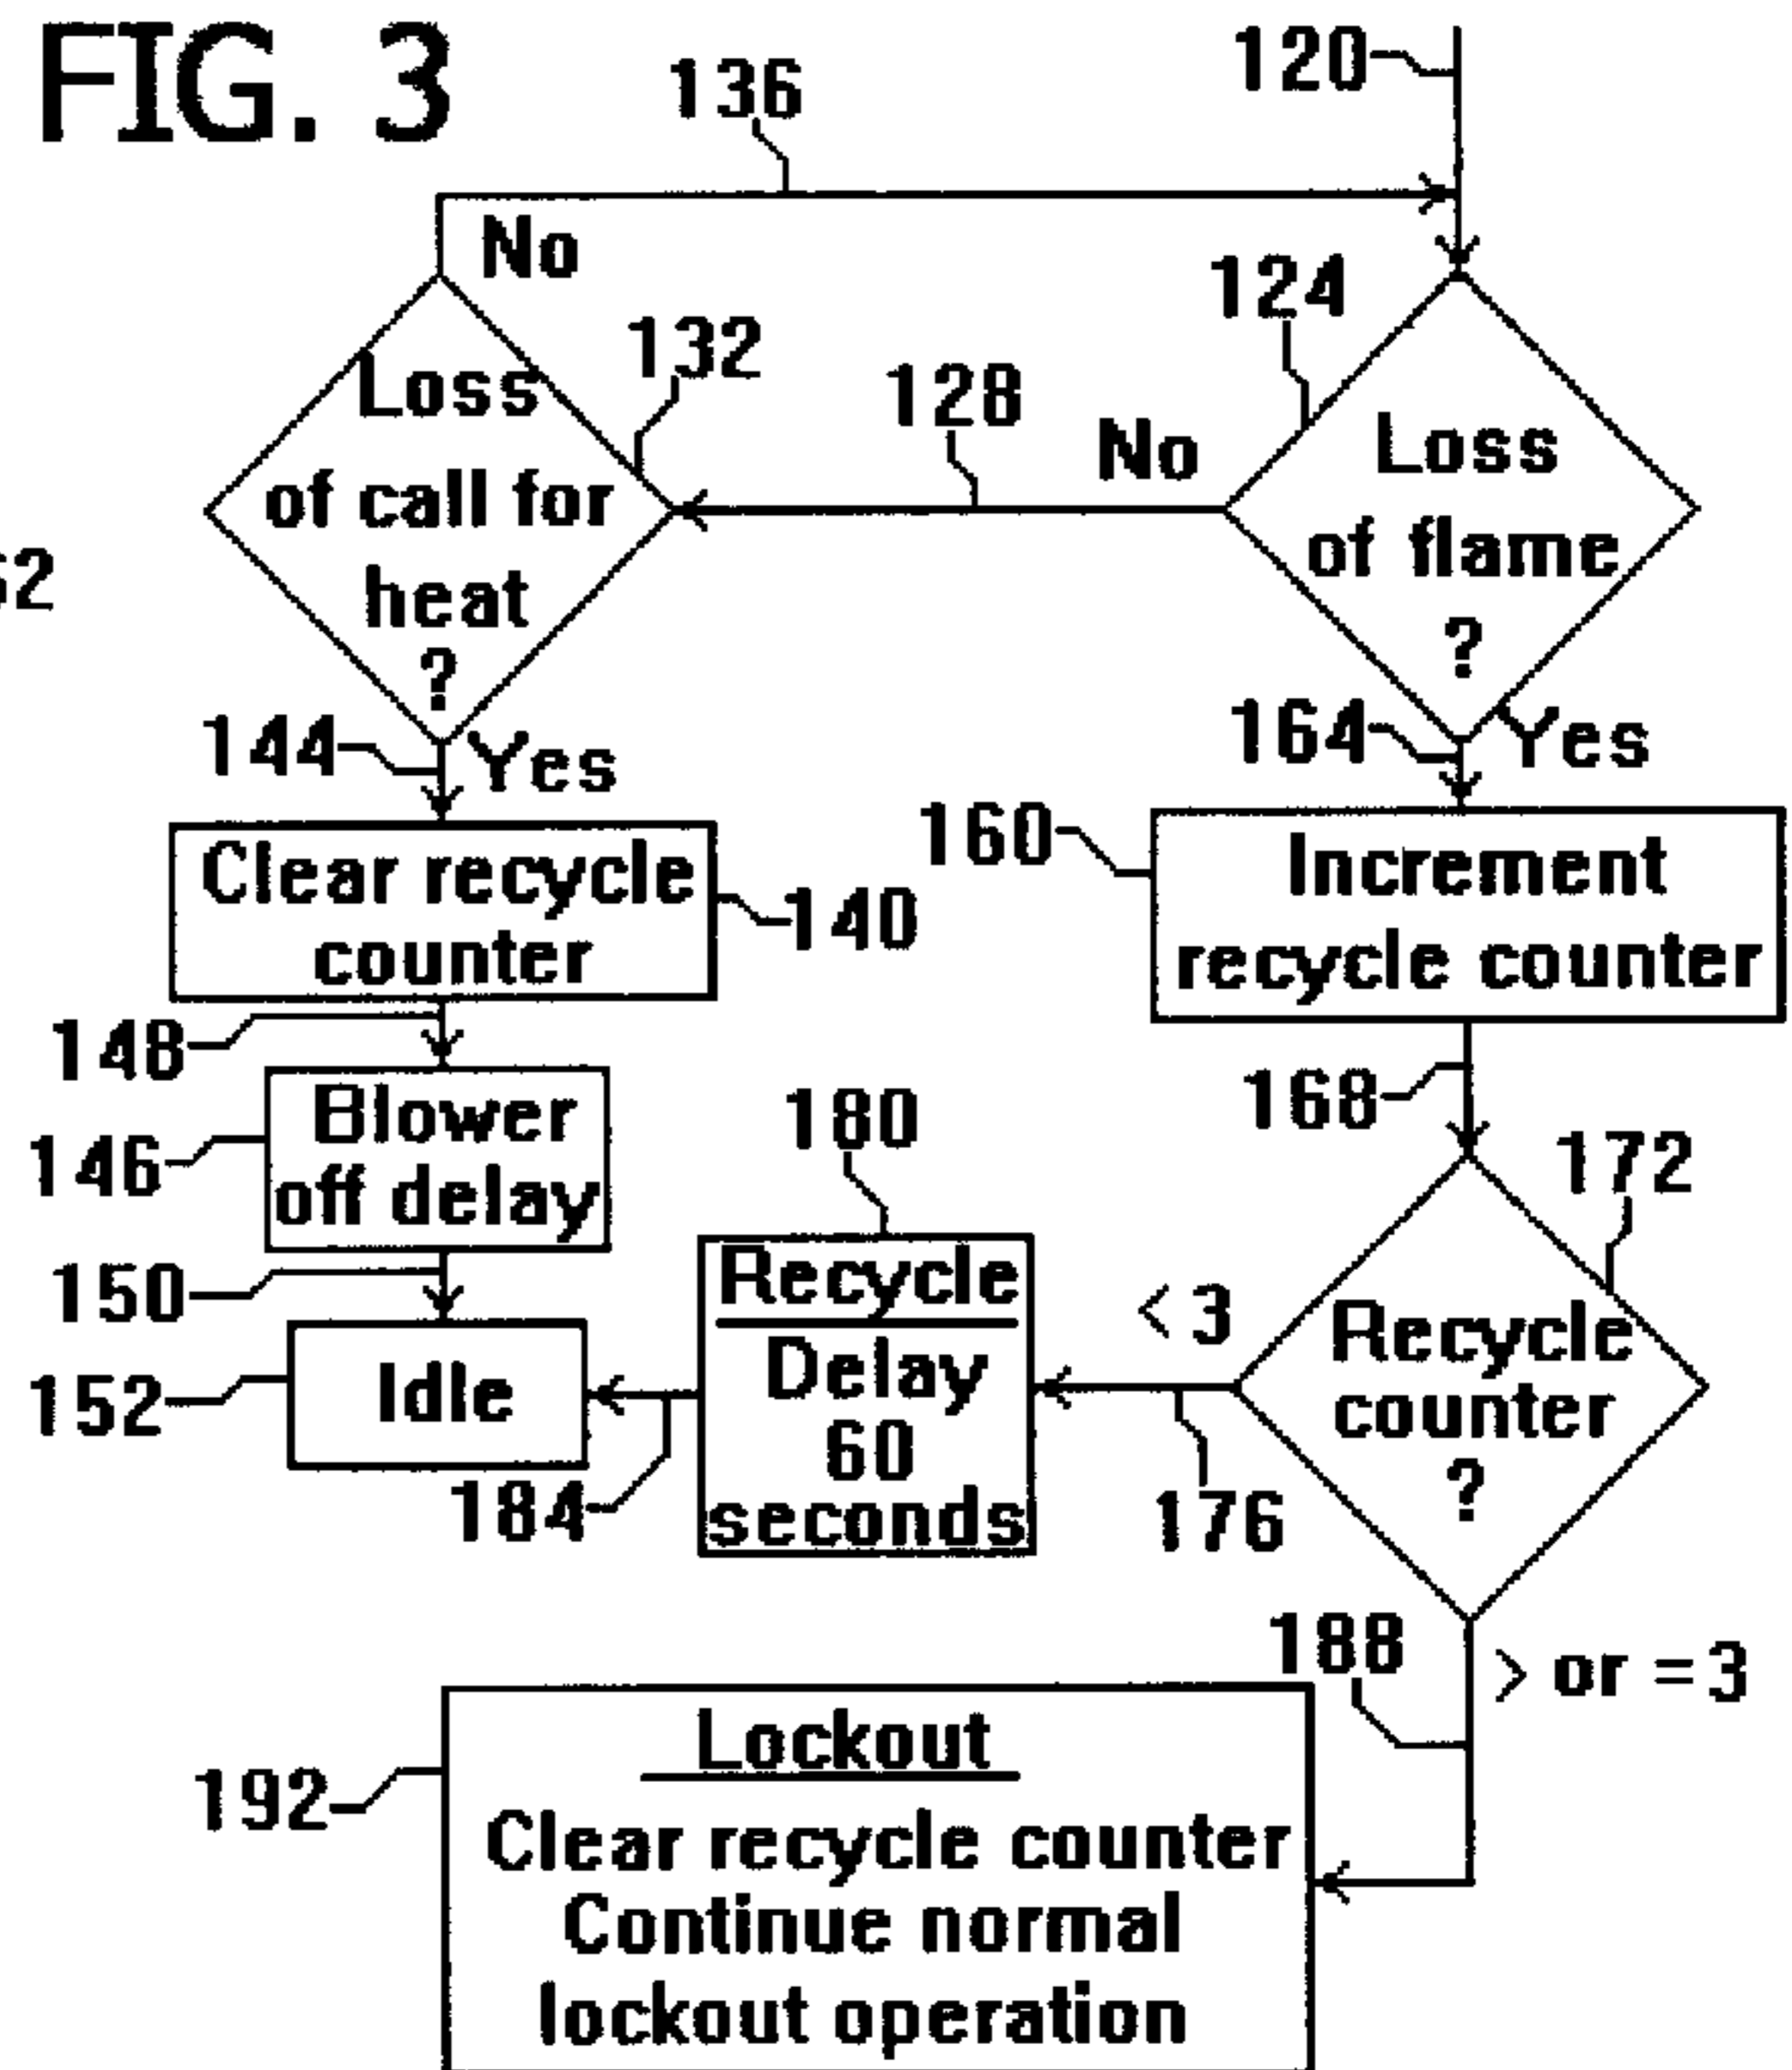 FIG. 3
136
120
No
124
132
128
No
Loss
of call for
heat
?
Loss
of flame
?
62
144
Yes
164
Yes
Clear recycle
counter
140
160
Increment
recycle counter
148
168
Blower
off delay
146
180
172
150
Recycle
Delay
60
seconds
< 3
Recycle
counter
?
Idle
152
184
176
188
> or = 3
Lockout
192
Clear recycle counter
Continue normal
lockout operation